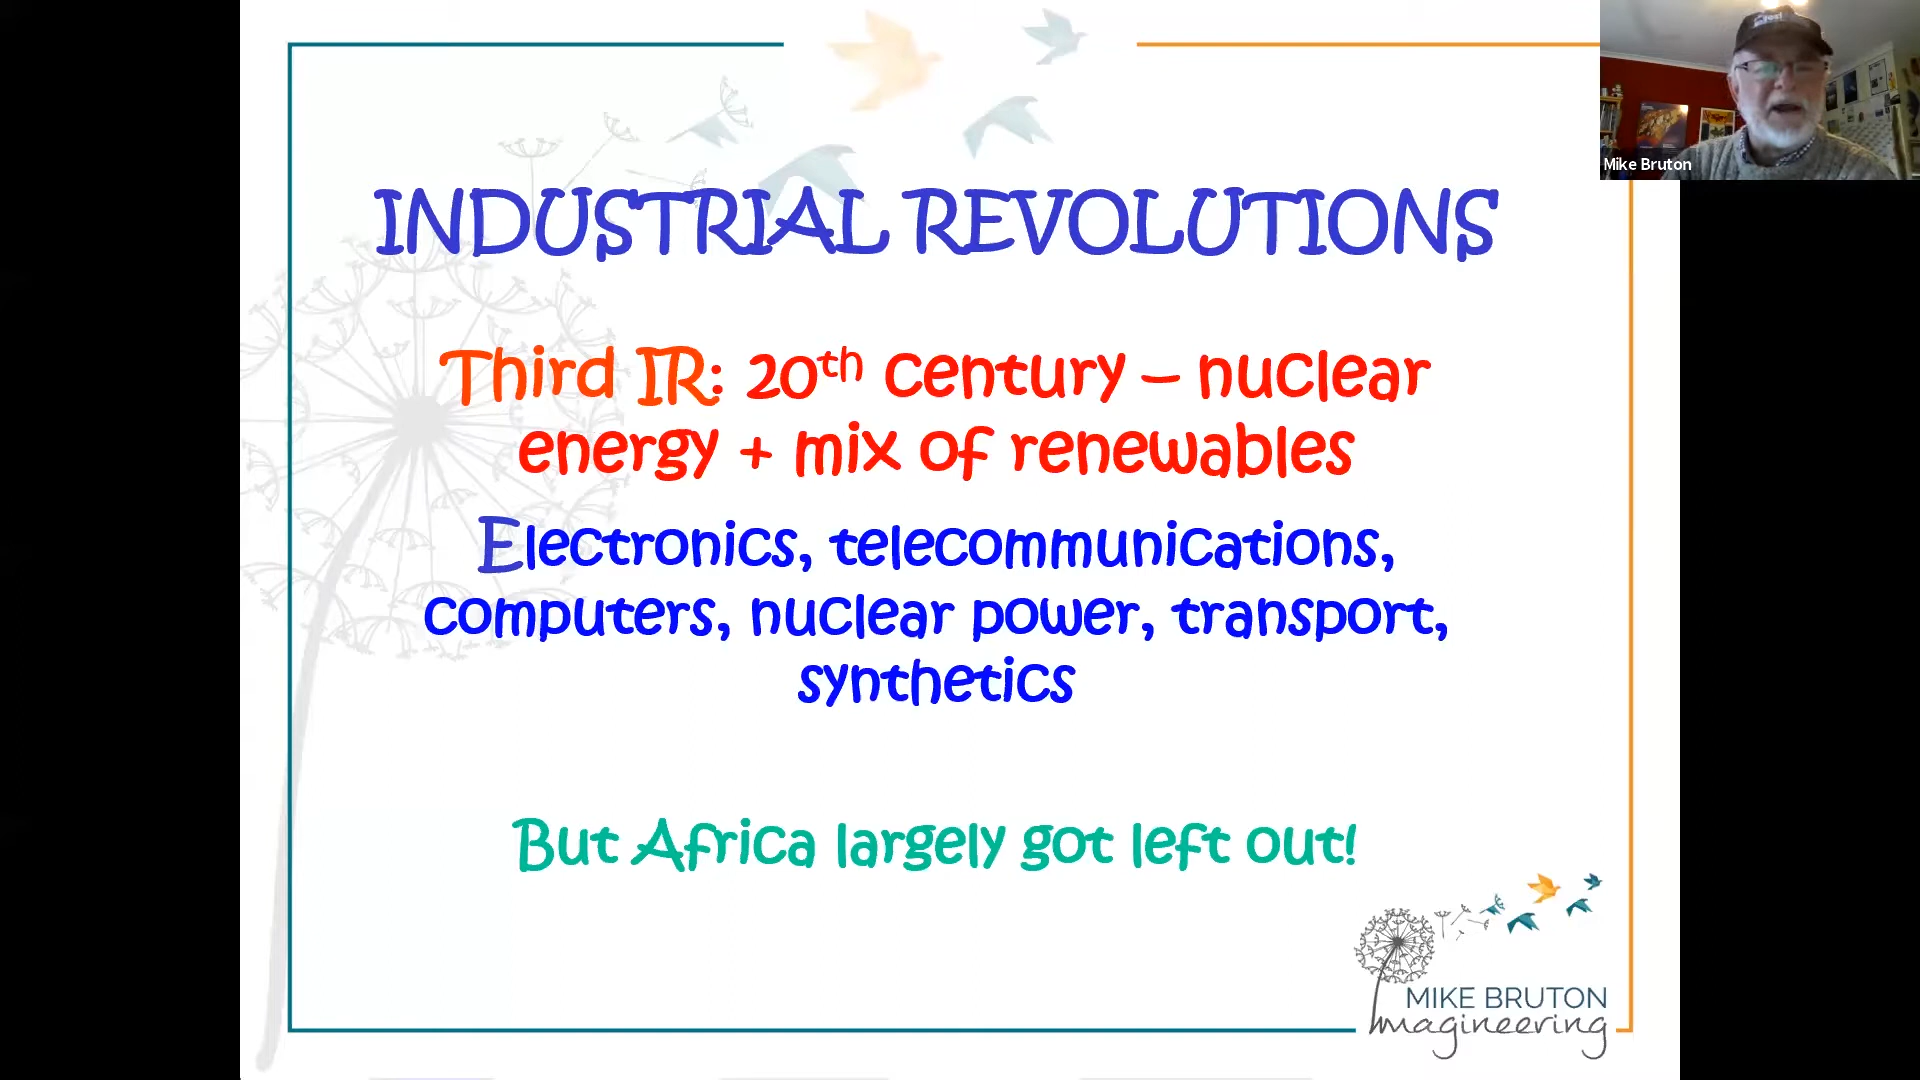 INDUSTRIAL REVOLUTIONS
Third IR: 20th century – nuclear
energy + mix of renewables
Electronics, telecommunications,
computers, nuclear power, transport,
synthetics
But Africa largely got left out!
MIKE BRUTON
Imagineering
Mike Bruton